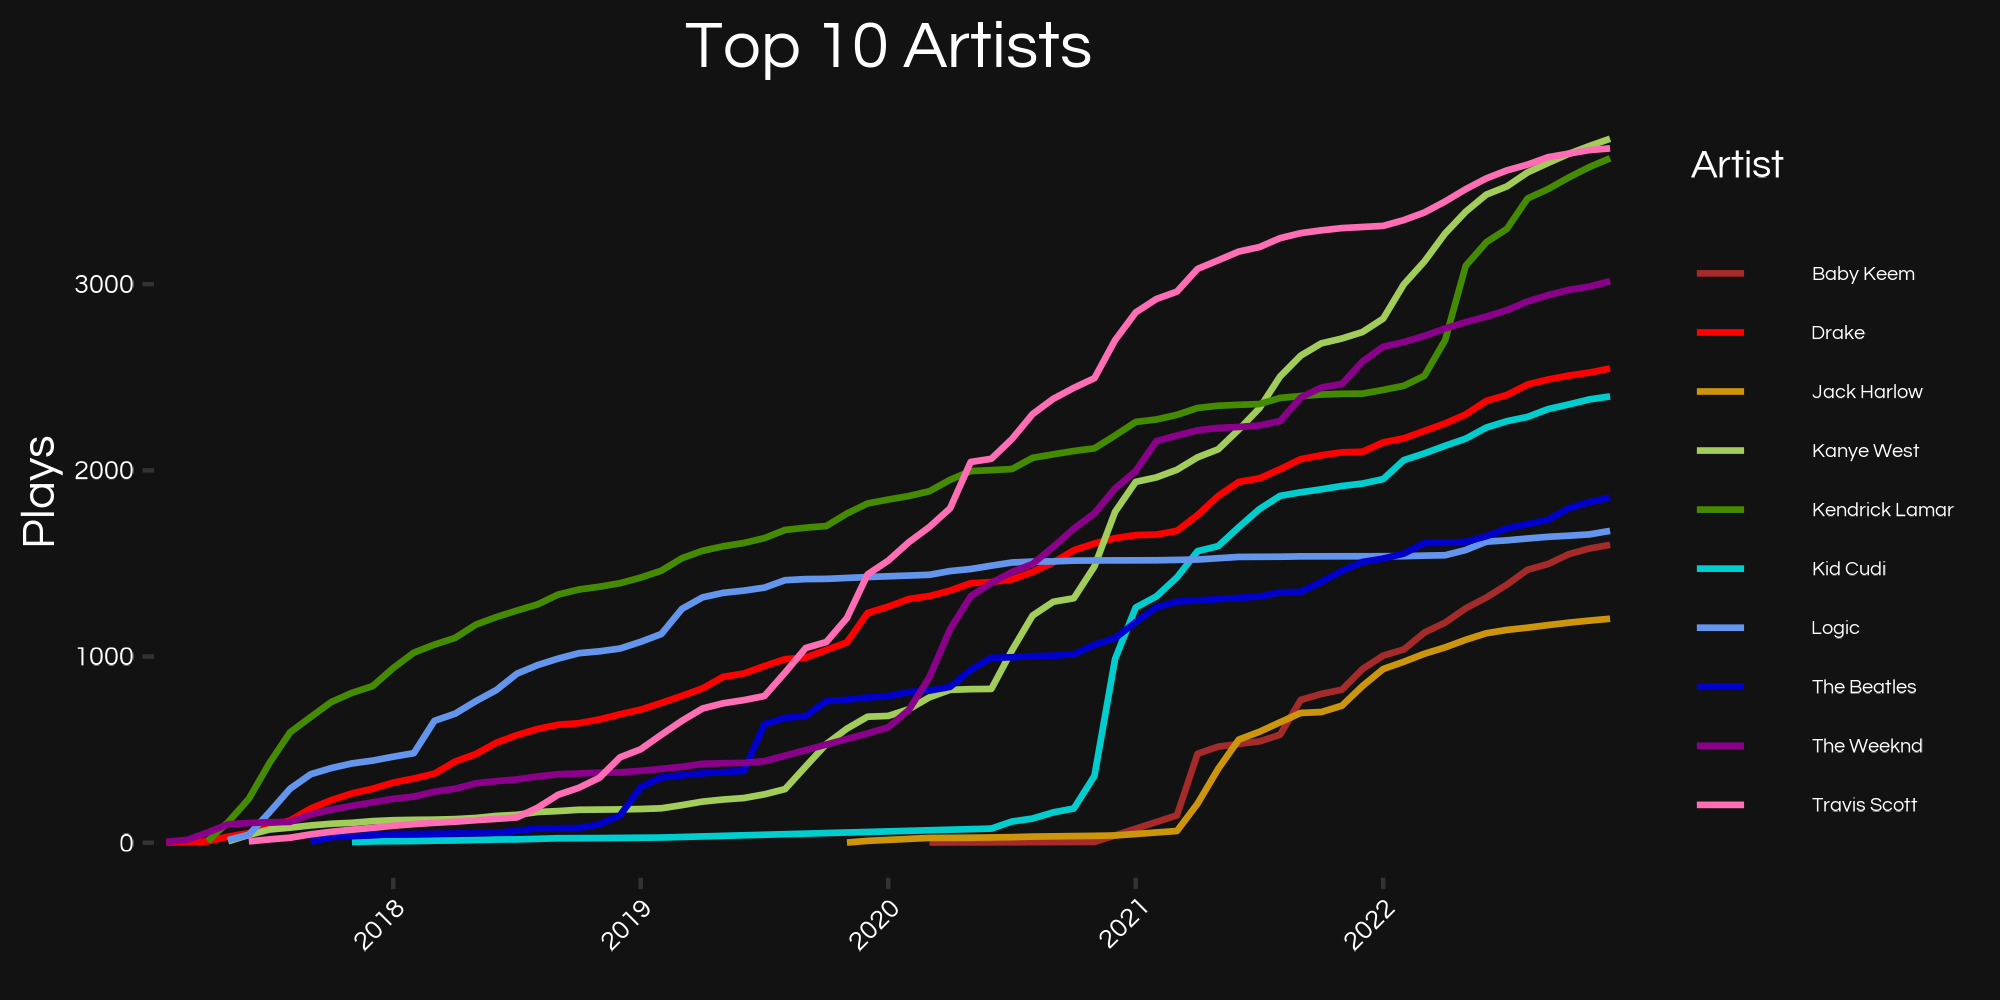 Top 10 Artists
Plays
3000
2000
1000
0
2018
2019
2020
2021
2022
Artist
Baby Keem
Drake
Jack Harlow
Kanye West
Kendrick Lamar
Kid Cudi
Logic
The Beatles
The Weeknd
Travis Scott